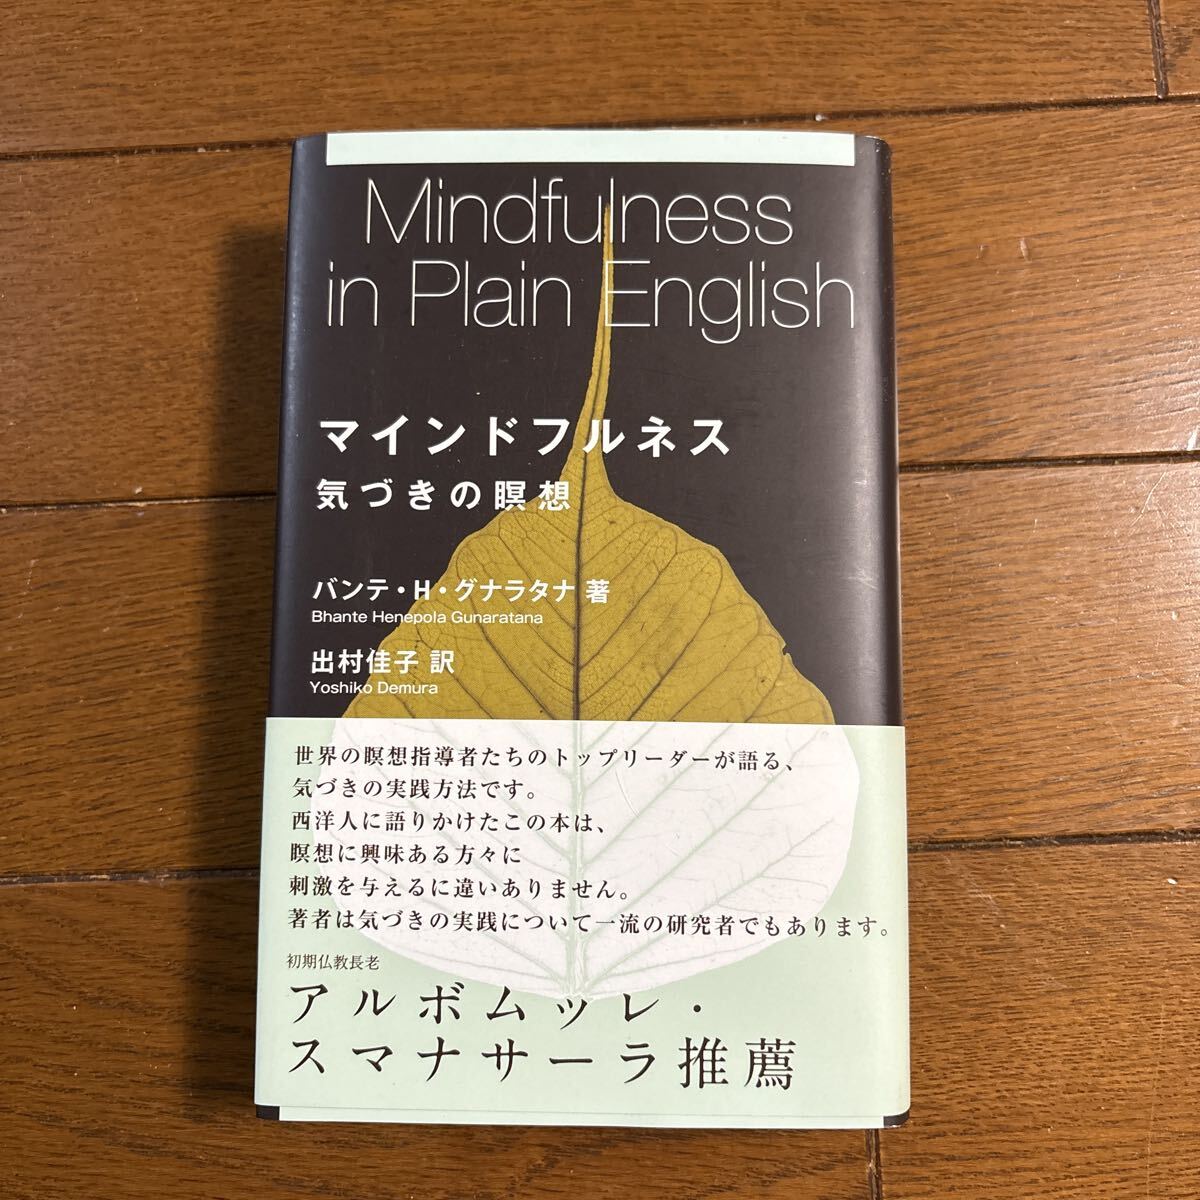 Mindfulness
in Plain English
マインドフルネス
気づきの瞑想
バンテ・H・グナラタナ 著
Bhante Henepola Gunaratana
出村佳子 訳
Yoshiko Demura
世界の瞑想指導者たちのトップリーダーが語る、
気づきの実践方法です。
西洋人に語りかけたこの本は、
瞑想に興味ある方々に
刺激を与えるに違いありません。
著者は気づきの実践について一流の研究者でもあります。
初期仏教長老
アルボムッレ・
スマナサーラ推薦